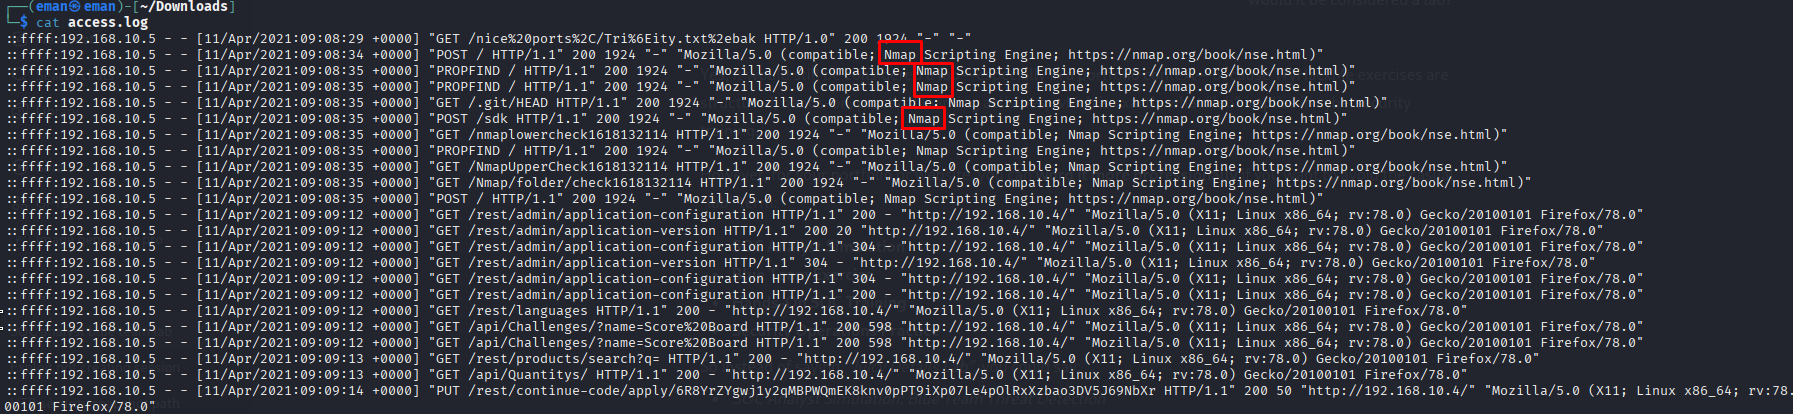 ┌──(eman㉿eman)-[~/Downloads]
└─$ cat access.log
::ffff:192.168.10.5 - - [11/Apr/2021:09:08:29 +0000] "GET /nice%20ports%2C/Tri%6Eity.txt%2ebak HTTP/1.0" 200 1924 "-" "-"
::ffff:192.168.10.5 - - [11/Apr/2021:09:08:34 +0000] "POST / HTTP/1.1" 200 1924 "-" "Mozilla/5.0 (compatible; Nmap Scripting Engine; https://nmap.org/book/nse.html)"
::ffff:192.168.10.5 - - [11/Apr/2021:09:08:35 +0000] "PROPFIND / HTTP/1.1" 200 1924 "-" "Mozilla/5.0 (compatible; Nmap Scripting Engine; https://nmap.org/book/nse.html)"
::ffff:192.168.10.5 - - [11/Apr/2021:09:08:35 +0000] "PROPFIND / HTTP/1.1" 200 1924 "-" "Mozilla/5.0 (compatible; Nmap Scripting Engine; https://nmap.org/book/nse.html)"
::ffff:192.168.10.5 - - [11/Apr/2021:09:08:35 +0000] "GET /.git/HEAD HTTP/1.1" 200 1924 "-" "Mozilla/5.0 (compatible; Nmap Scripting Engine; https://nmap.org/book/nse.html)"
::ffff:192.168.10.5 - - [11/Apr/2021:09:08:35 +0000] "POST /sdk HTTP/1.1" 200 1924 "-" "Mozilla/5.0 (compatible; Nmap Scripting Engine; https://nmap.org/book/nse.html)"
::ffff:192.168.10.5 - - [11/Apr/2021:09:08:35 +0000] "GET /nmaplowercheck1618132114 HTTP/1.1" 200 1924 "-" "Mozilla/5.0 (compatible; Nmap Scripting Engine; https://nmap.org/book/nse.html)"
::ffff:192.168.10.5 - - [11/Apr/2021:09:08:35 +0000] "PROPFIND / HTTP/1.1" 200 1924 "-" "Mozilla/5.0 (compatible; Nmap Scripting Engine; https://nmap.org/book/nse.html)"
::ffff:192.168.10.5 - - [11/Apr/2021:09:08:35 +0000] "GET /NmapUpperCheck1618132114 HTTP/1.1" 200 1924 "-" "Mozilla/5.0 (compatible; Nmap Scripting Engine; https://nmap.org/book/nse.html)"
::ffff:192.168.10.5 - - [11/Apr/2021:09:08:35 +0000] "GET /Nmap/folder/check1618132114 HTTP/1.1" 200 1924 "-" "Mozilla/5.0 (compatible; Nmap Scripting Engine; https://nmap.org/book/nse.html)"
::ffff:192.168.10.5 - - [11/Apr/2021:09:08:35 +0000] "POST / HTTP/1.1" 200 1924 "-" "Mozilla/5.0 (compatible; Nmap Scripting Engine; https://nmap.org/book/nse.html)"
::ffff:192.168.10.5 - - [11/Apr/2021:09:09:12 +0000] "GET /rest/admin/application-configuration HTTP/1.1" 200 - "http://192.168.10.4/" "Mozilla/5.0 (X11; Linux x86_64; rv:78.0) Gecko/20100101 Firefox/78.0"
::ffff:192.168.10.5 - - [11/Apr/2021:09:09:12 +0000] "GET /rest/admin/application-version HTTP/1.1" 200 20 "http://192.168.10.4/" "Mozilla/5.0 (X11; Linux x86_64; rv:78.0) Gecko/20100101 Firefox/78.0"
::ffff:192.168.10.5 - - [11/Apr/2021:09:09:12 +0000] "GET /rest/admin/application-configuration HTTP/1.1" 304 - "http://192.168.10.4/" "Mozilla/5.0 (X11; Linux x86_64; rv:78.0) Gecko/20100101 Firefox/78.0"
::ffff:192.168.10.5 - - [11/Apr/2021:09:09:12 +0000] "GET /rest/admin/application-version HTTP/1.1" 304 - "http://192.168.10.4/" "Mozilla/5.0 (X11; Linux x86_64; rv:78.0) Gecko/20100101 Firefox/78.0"
::ffff:192.168.10.5 - - [11/Apr/2021:09:09:12 +0000] "GET /rest/admin/application-configuration HTTP/1.1" 304 - "http://192.168.10.4/" "Mozilla/5.0 (X11; Linux x86_64; rv:78.0) Gecko/20100101 Firefox/78.0"
::ffff:192.168.10.5 - - [11/Apr/2021:09:09:12 +0000] "GET /rest/admin/application-configuration HTTP/1.1" 200 - "http://192.168.10.4/" "Mozilla/5.0 (X11; Linux x86_64; rv:78.0) Gecko/20100101 Firefox/78.0"
::ffff:192.168.10.5 - - [11/Apr/2021:09:09:12 +0000] "GET /rest/languages HTTP/1.1" 200 - "http://192.168.10.4/" "Mozilla/5.0 (X11; Linux x86_64; rv:78.0) Gecko/20100101 Firefox/78.0"
::ffff:192.168.10.5 - - [11/Apr/2021:09:09:12 +0000] "GET /api/Challenges/?name=Score%20Board HTTP/1.1" 200 598 "http://192.168.10.4/" "Mozilla/5.0 (X11; Linux x86_64; rv:78.0) Gecko/20100101 Firefox/78.0"
::ffff:192.168.10.5 - - [11/Apr/2021:09:09:12 +0000] "GET /api/Challenges/?name=Score%20Board HTTP/1.1" 200 598 "http://192.168.10.4/" "Mozilla/5.0 (X11; Linux x86_64; rv:78.0) Gecko/20100101 Firefox/78.0"
::ffff:192.168.10.5 - - [11/Apr/2021:09:09:13 +0000] "GET /rest/products/search?q= HTTP/1.1" 200 - "http://192.168.10.4/" "Mozilla/5.0 (X11; Linux x86_64; rv:78.0) Gecko/20100101 Firefox/78.0"
::ffff:192.168.10.5 - - [11/Apr/2021:09:09:13 +0000] "GET /api/Quantitys/ HTTP/1.1" 200 - "http://192.168.10.4/" "Mozilla/5.0 (X11; Linux x86_64; rv:78.0) Gecko/20100101 Firefox/78.0"
::ffff:192.168.10.5 - - [11/Apr/2021:09:09:14 +0000] "PUT /rest/continue-code/apply/6R8YrZYgwj1y2qMBPWQmEK8knv0pPT9iXp07Le4pOlRxXzbao3DV5J69NbXr HTTP/1.1" 200 50 "http://192.168.10.4/" "Mozilla/5.0 (X11; Linux x86_64; rv:78.
00101 Firefox/78.0"